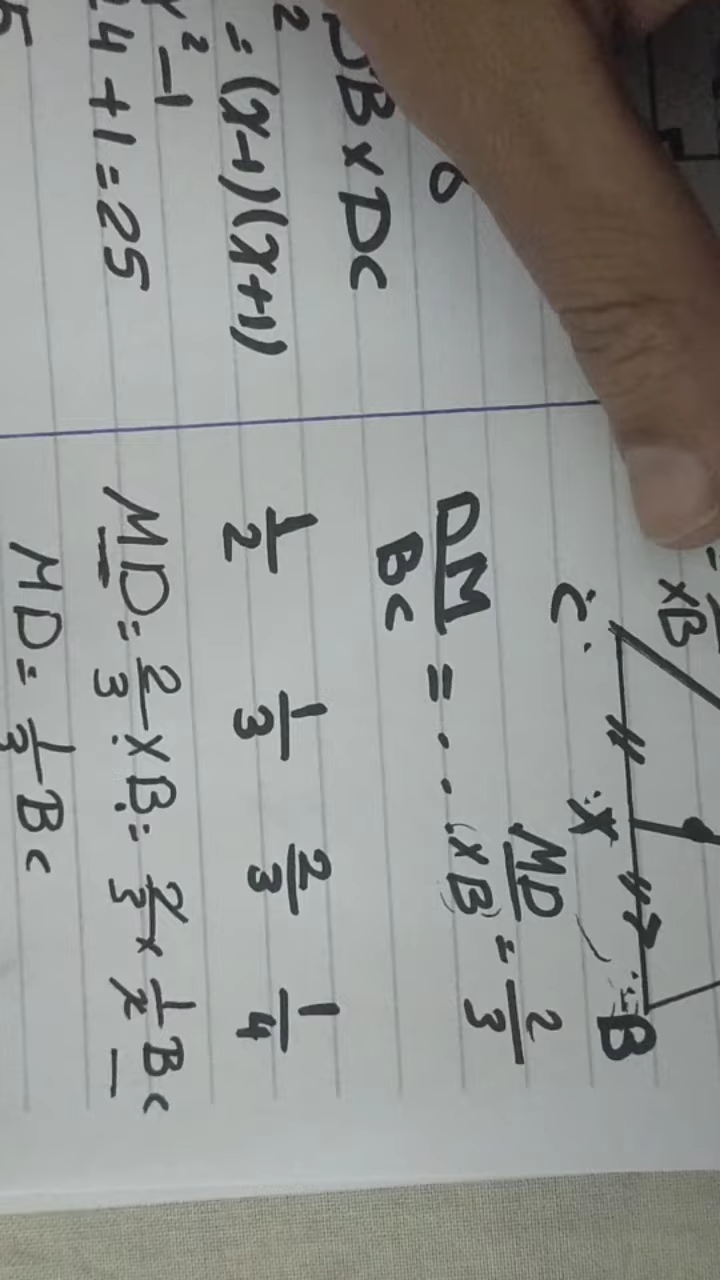 DB × DC
= (x-1)(x+1)
x² - 1
24 + 1 = 25
C
X
B
DM/BC = ...
MD/XB = 2/3
1/2 1/3 2/3 1/4
MD = 2/3 XB = 2/3 × 1/2 BC
MD = 1/3 BC